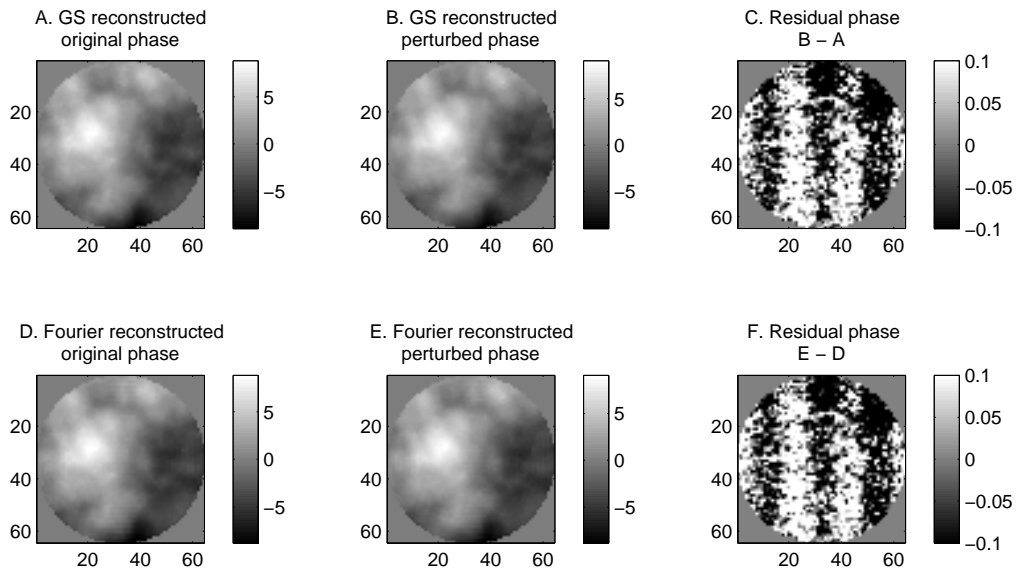 A. GS reconstructed
original phase
B. GS reconstructed
perturbed phase
C. Residual phase
B − A
20
40
60
20 40 60
5
0
−5
20
40
60
20 40 60
5
0
−5
20
40
60
20 40 60
0.1
0.05
0
−0.05
−0.1
D. Fourier reconstructed
original phase
E. Fourier reconstructed
perturbed phase
F. Residual phase
E − D
20
40
60
20 40 60
5
0
−5
20
40
60
20 40 60
5
0
−5
20
40
60
20 40 60
0.1
0.05
0
−0.05
−0.1